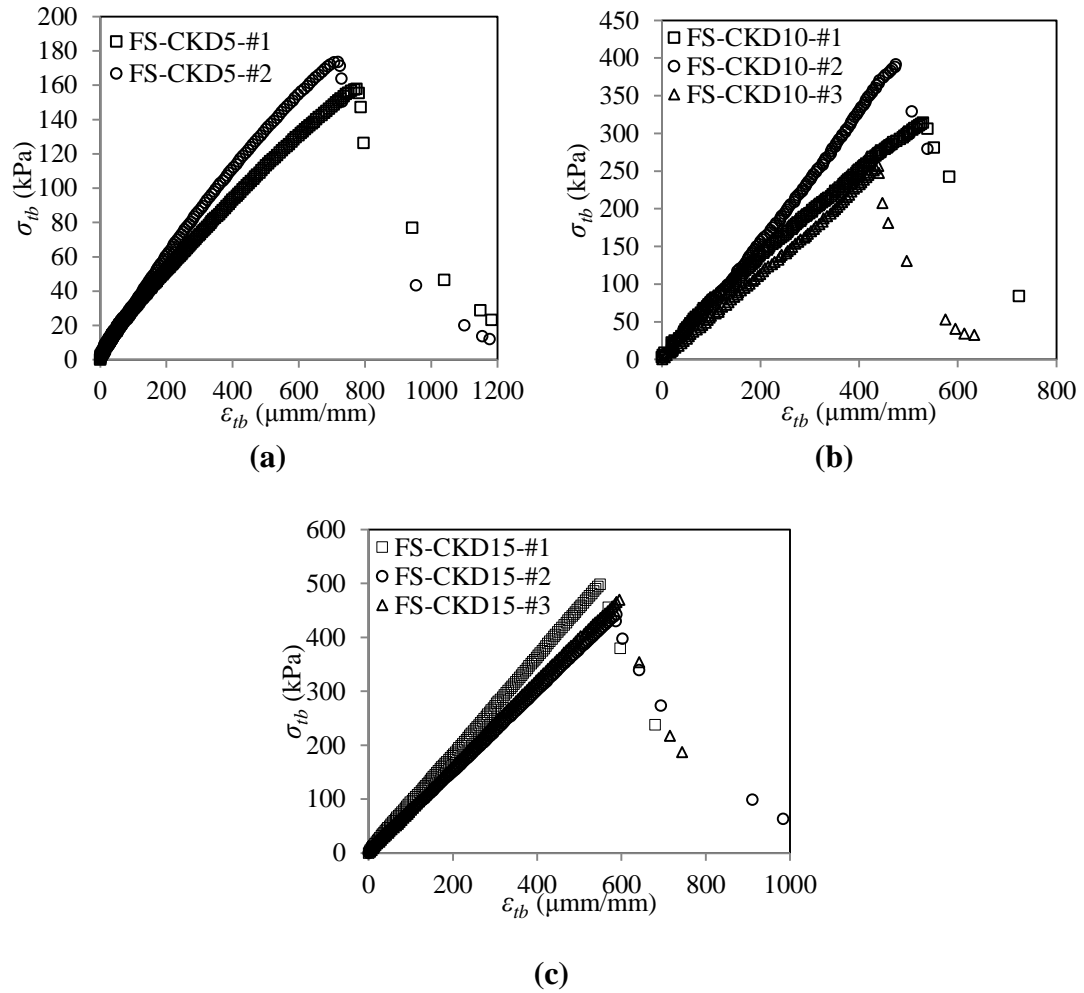 200
180
160
140
120
100
80
60
40
20
0
σtb (kPa)
FS-CKD5-#1
FS-CKD5-#2
0 200 400 600 800 1000 1200
εtb (μmm/mm)
(a)
450
400
350
300
250
200
150
100
50
0
σtb (kPa)
FS-CKD10-#1
FS-CKD10-#2
FS-CKD10-#3
0 200 400 600 800
εtb (μmm/mm)
(b)
600
500
400
300
200
100
0
σtb (kPa)
FS-CKD15-#1
FS-CKD15-#2
FS-CKD15-#3
0 200 400 600 800 1000
εtb (μmm/mm)
(c)